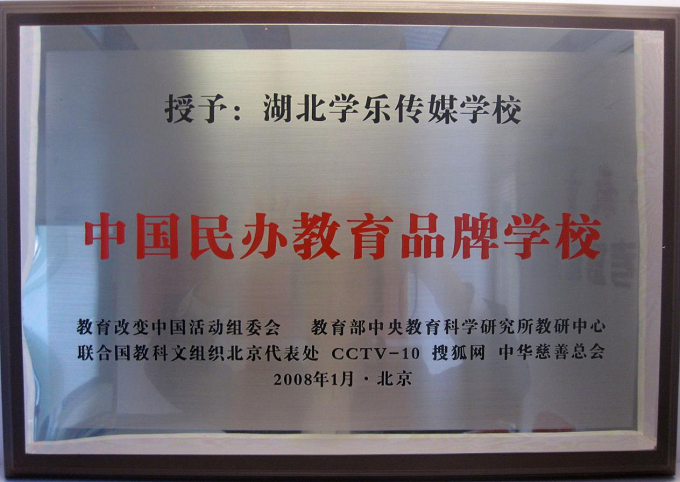 授予：湖北学乐传媒学校
中国民办教育品牌学校
教育改变中国活动组委会 教育部中央教育科学研究所教研中心
联合国教科文组织北京代表处 CCTV-10 搜狐网 中华慈善总会
2008年1月·北京